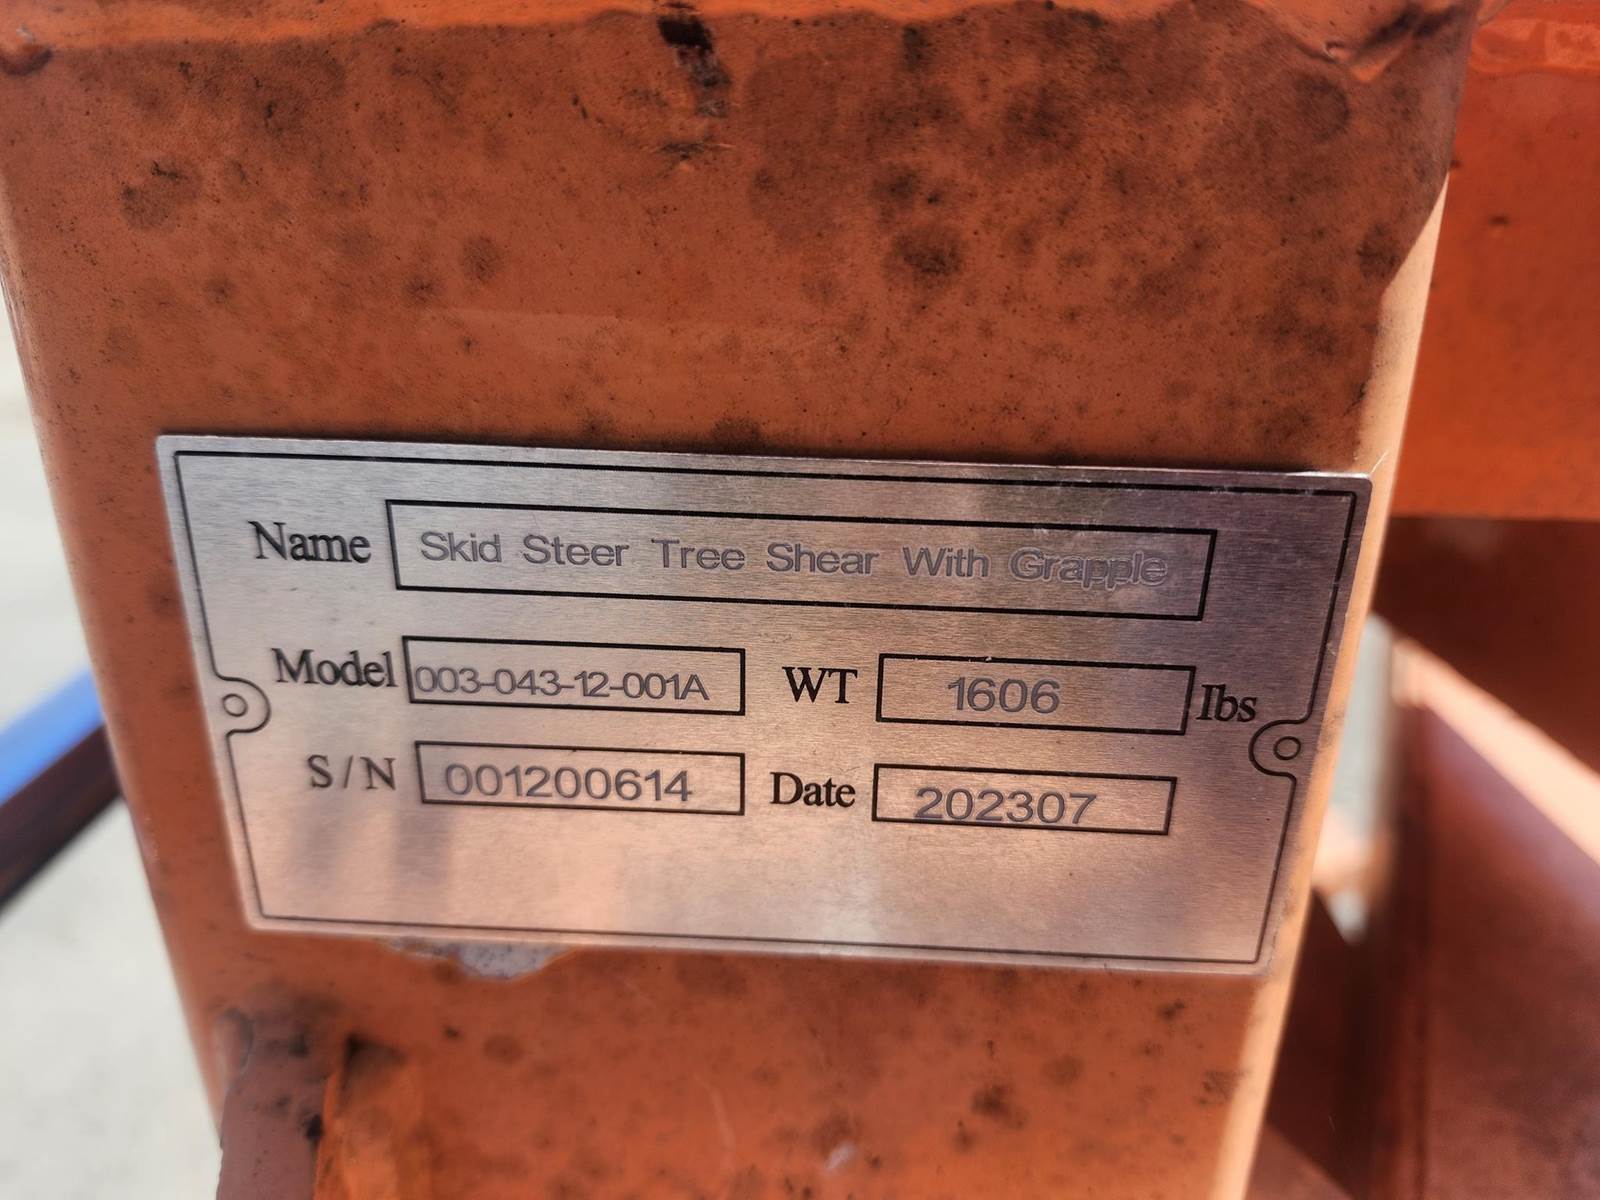 Name Skid Steer Tree Shear With Grapple
Model 003-043-12-001A WT 1606 lbs
S/N 001200614 Date 202307